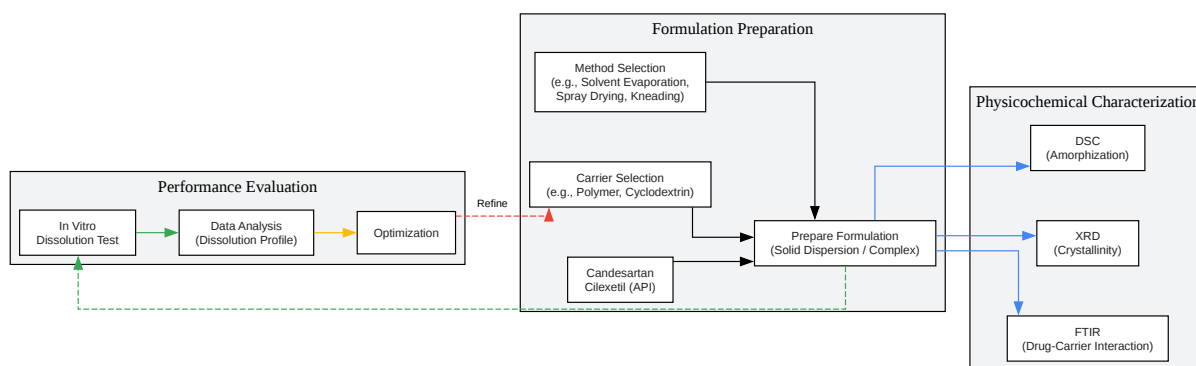 Formulation Preparation
Method Selection
(e.g., Solvent Evaporation,
Spray Drying, Kneading)
Physicochemical Characterization
DSC
(Amorphization)
Performance Evaluation
Carrier Selection
(e.g., Polymer, Cyclodextrin)
Refine
In Vitro
Dissolution Test
Data Analysis
(Dissolution Profile)
Optimization
Prepare Formulation
(Solid Dispersion / Complex)
XRD
(Crystallinity)
Candesartan
Cilexetil (API)
FTIR
(Drug-Carrier Interaction)